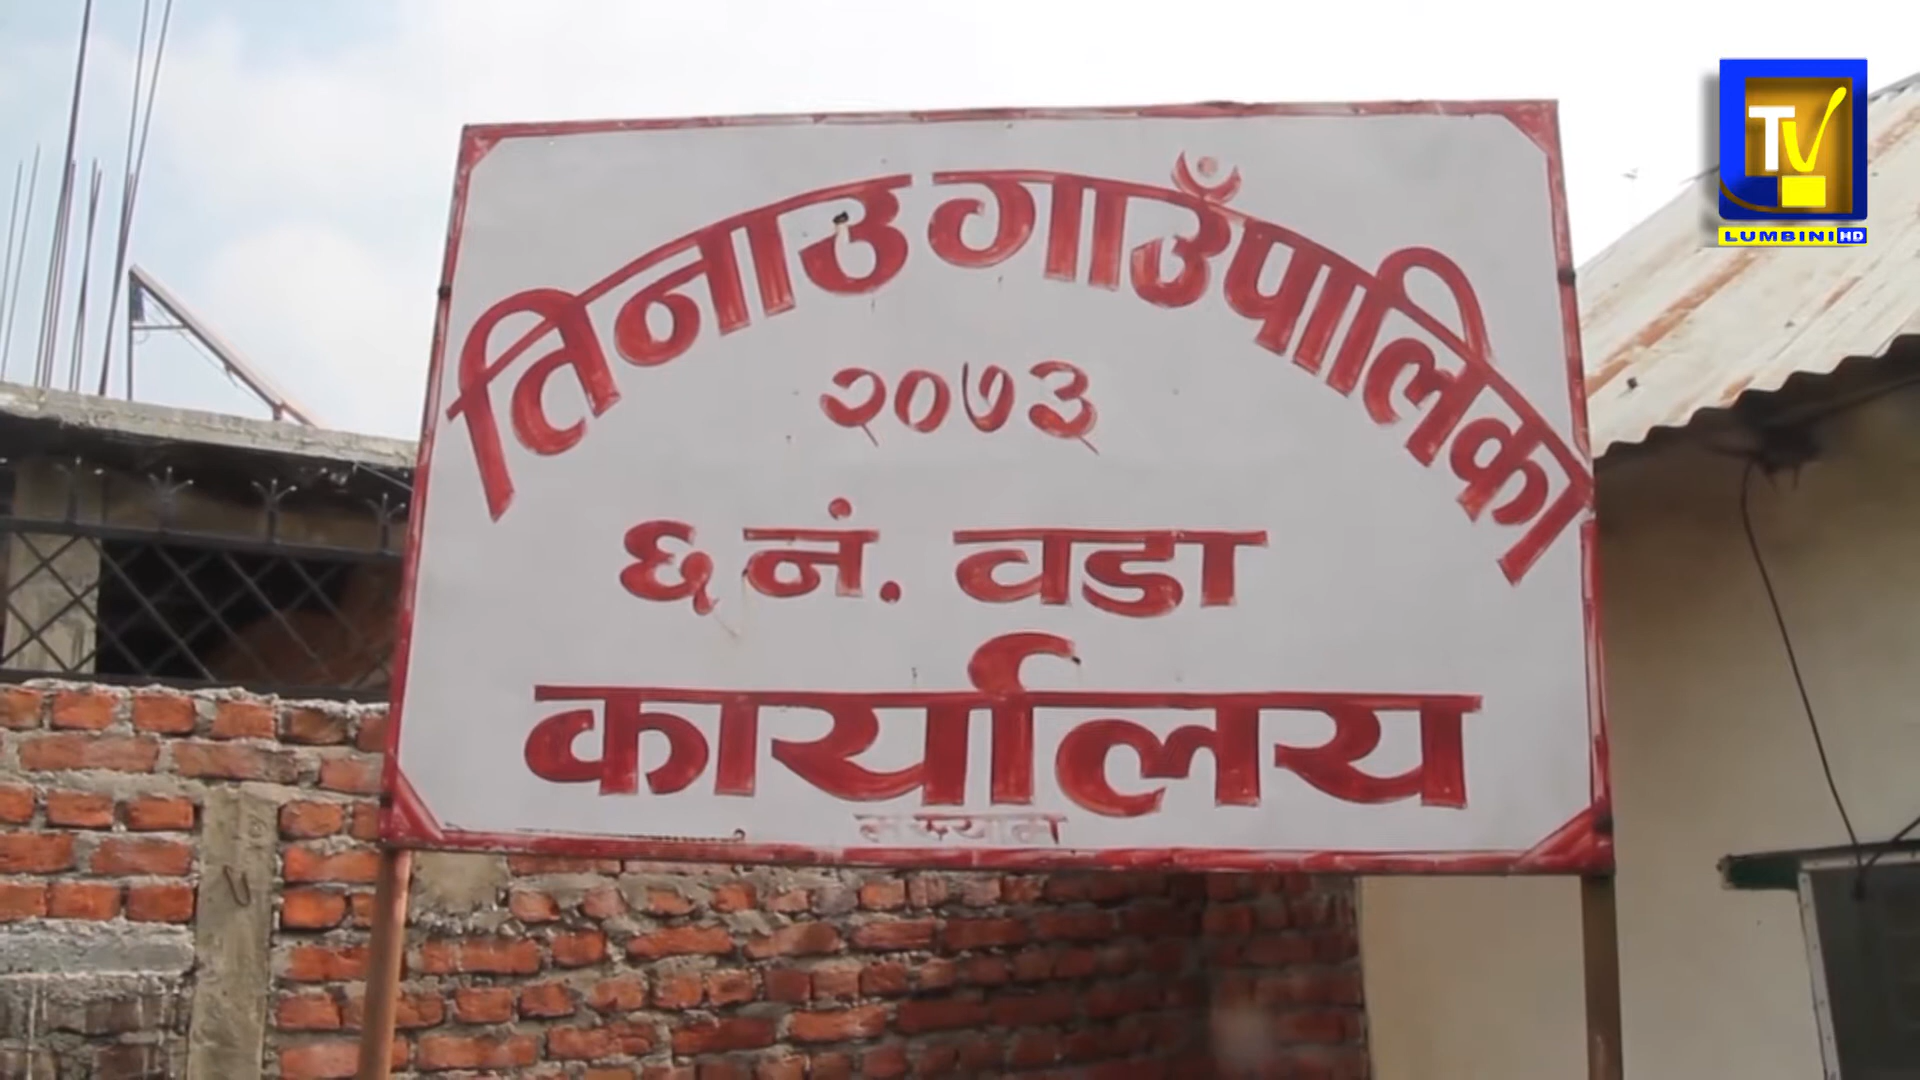 तिनाउ गाउँपालिका
२०७३
६ नं. वडा
कार्यालय
TV
LUMBINI HD